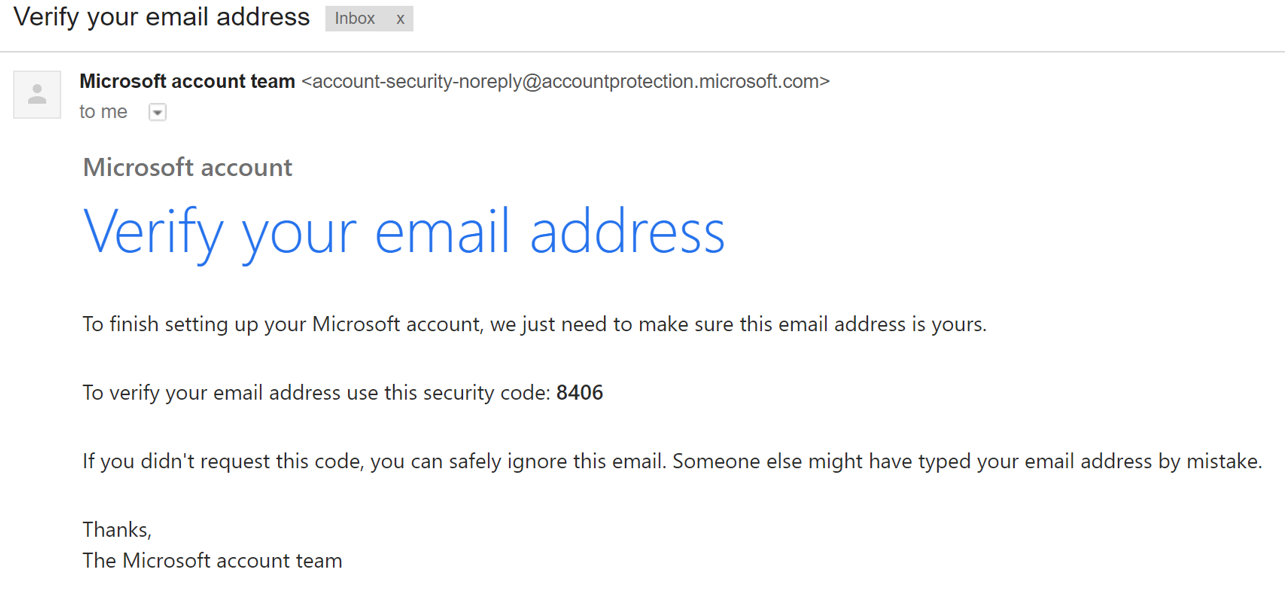 Verify your email address Inbox x
Microsoft account team <account-security-noreply@accountprotection.microsoft.com>
to me
Microsoft account
Verify your email address
To finish setting up your Microsoft account, we just need to make sure this email address is yours.
To verify your email address use this security code: 8406
If you didn't request this code, you can safely ignore this email. Someone else might have typed your email address by mistake.
Thanks,
The Microsoft account team